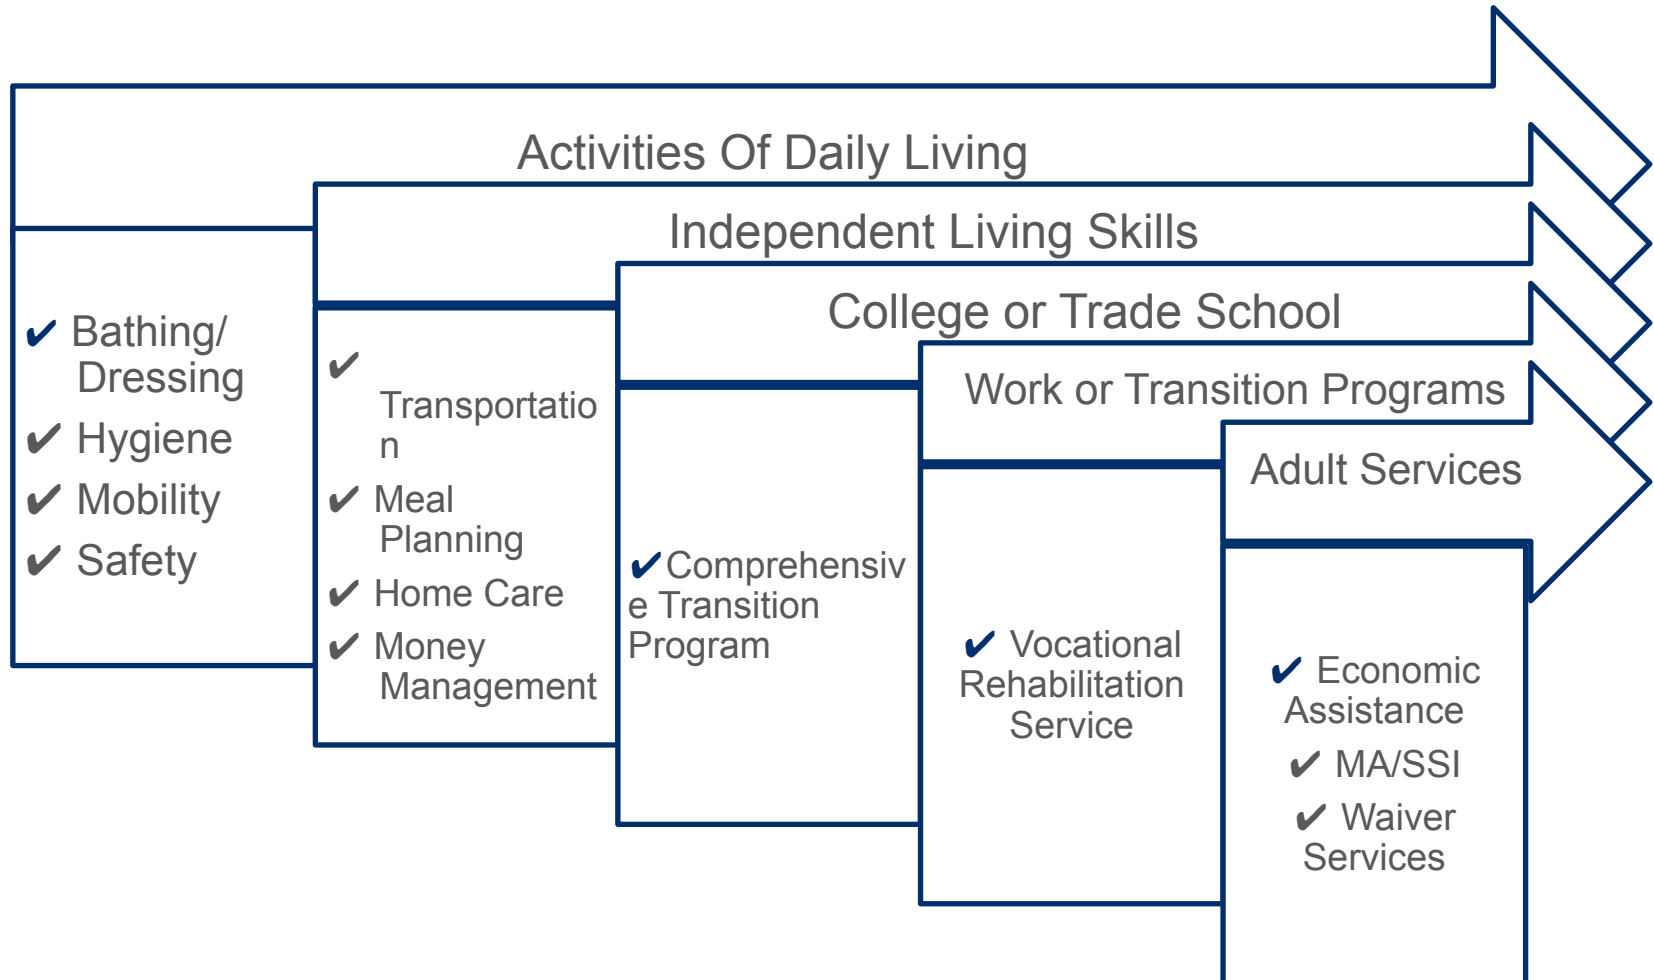 Activities Of Daily Living
✔ Bathing/
Dressing
✔ Hygiene
✔ Mobility
✔ Safety
Independent Living Skills
✔
Transportatio
n
✔ Meal
Planning
✔ Home Care
✔ Money
Management
College or Trade School
✔Comprehensiv
e Transition
Program
Work or Transition Programs
✔ Vocational
Rehabilitation
Service
Adult Services
✔ Economic
Assistance
✔ MA/SSI
✔ Waiver
Services